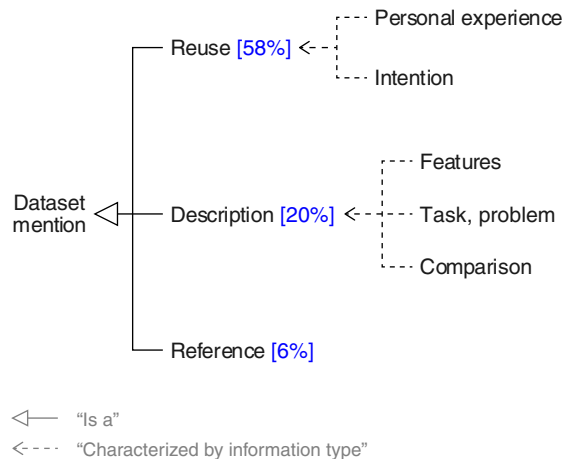 Personal experience
Reuse [58%]
Intention
Features
Dataset
mention
Description [20%]
Task, problem
Comparison
Reference [6%]
“Is a”
“Characterized by information type”